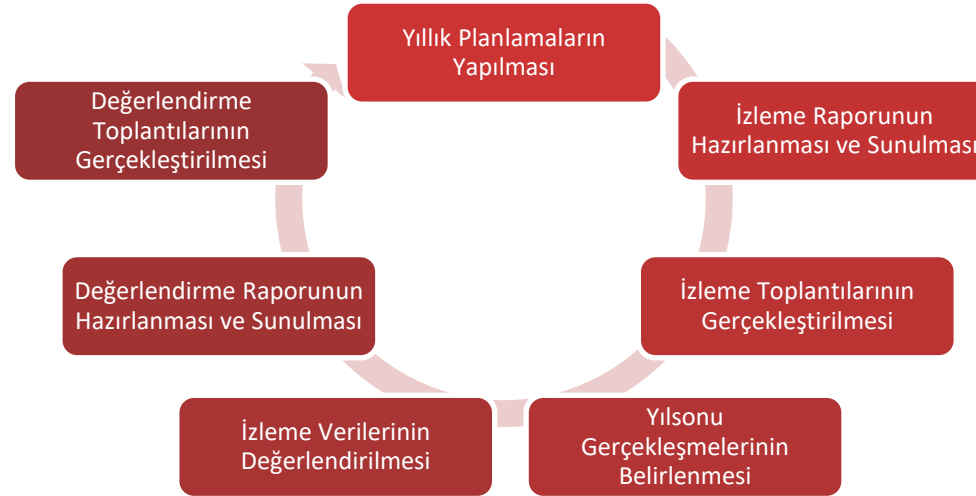 Yıllık Planlamaların
Yapılması
İzleme Raporunun
Hazırlanması ve Sunulması
İzleme Toplantılarının
Gerçekleştirilmesi
Yılsonu
Gerçekleşmelerinin
Belirlenmesi
İzleme Verilerinin
Değerlendirilmesi
Değerlendirme Raporunun
Hazırlanması ve Sunulması
Değerlendirme
Toplantılarının
Gerçekleştirilmesi